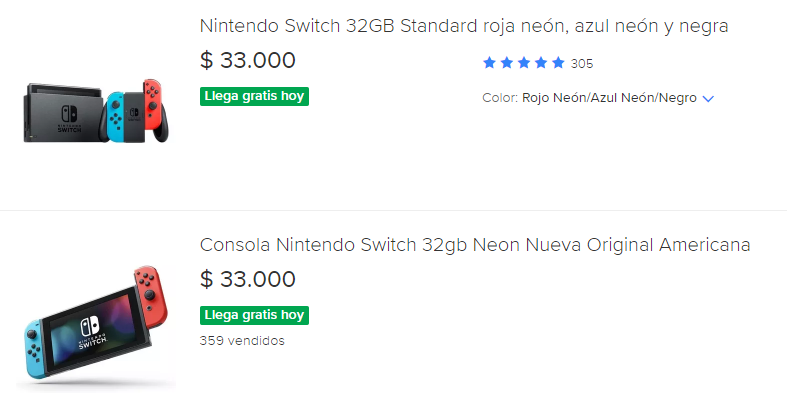 Nintendo Switch 32GB Standard roja neón, azul neón y negra
$ 33.000
305
Llega gratis hoy
Color: Rojo Neón/Azul Neón/Negro
NINTENDO
SWITCH
Consola Nintendo Switch 32gb Neon Nueva Original Americana
$ 33.000
Llega gratis hoy
359 vendidos
NINTENDO
SWITCH.